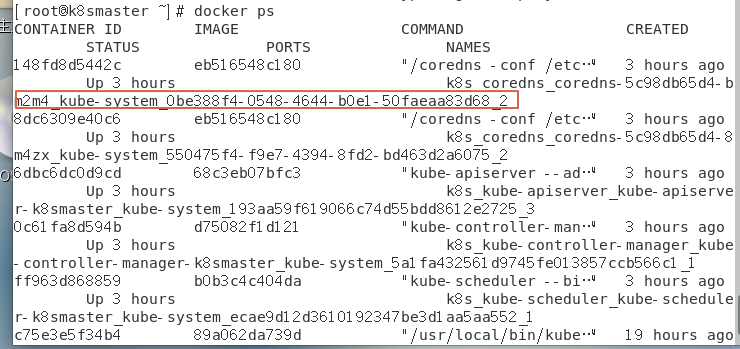 [root@k8smaster ~]# docker ps
CONTAINER ID IMAGE COMMAND CREATED
STATUS PORTS NAMES
148fd8d5442c eb516548c180 "/coredns -conf /etc…" 3 hours ago
Up 3 hours k8s_coredns_coredns-5c98db65d4-b
m2m4_kube-system_0be388f4-0548-4644-b0e1-50faeaa83d68_2
8dc6309e40c6 eb516548c180 "/coredns -conf /etc…" 3 hours ago
Up 3 hours k8s_coredns_coredns-5c98db65d4-8
m4zx_kube-system_550475f4-f9e7-4394-8fd2-bd463d2a6075_2
6dbc6dc0d9cd 68c3eb07bfc3 "kube-apiserver --ad…" 3 hours ago
Up 3 hours k8s_kube-apiserver_kube-apiserve
r-k8smaster_kube-system_193aa59f619066c74d55bdd8612e2725_3
0c61fa8d594b d75082f1d121 "kube-controller-man…" 3 hours ago
Up 3 hours k8s_kube-controller-manager_kube
-controller-manager-k8smaster_kube-system_5a1fa432561d9745fe013857ccb566c1_1
ff963d868859 b0b3c4c404da "kube-scheduler --bi…" 3 hours ago
Up 3 hours k8s_kube-scheduler_kube-schedule
r-k8smaster_kube-system_ecae9d12d3610192347be3d1aa5aa552_1
c75e3e5f34b4 89a062da739d "/usr/local/bin/kube…" 19 hours ago